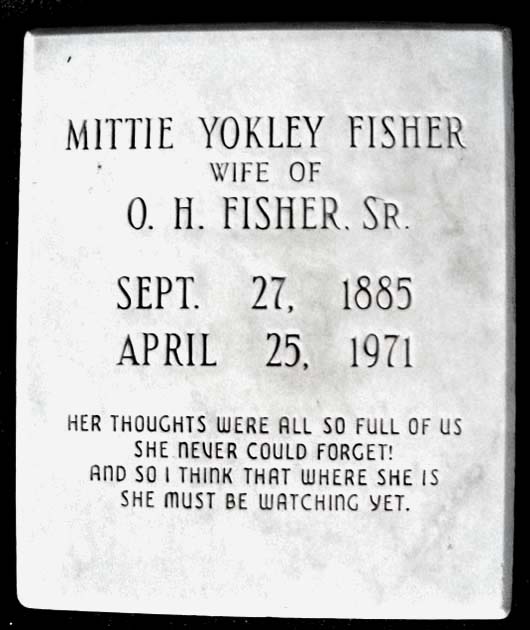 MITTIE YOKLEY FISHER
WIFE OF
O. H. FISHER. SR.
SEPT. 27, 1885
APRIL 25, 1971
HER THOUGHTS WERE ALL SO FULL OF US
SHE NEVER COULD FORGET!
AND SO I THINK THAT WHERE SHE IS
SHE MUST BE WATCHING YET.